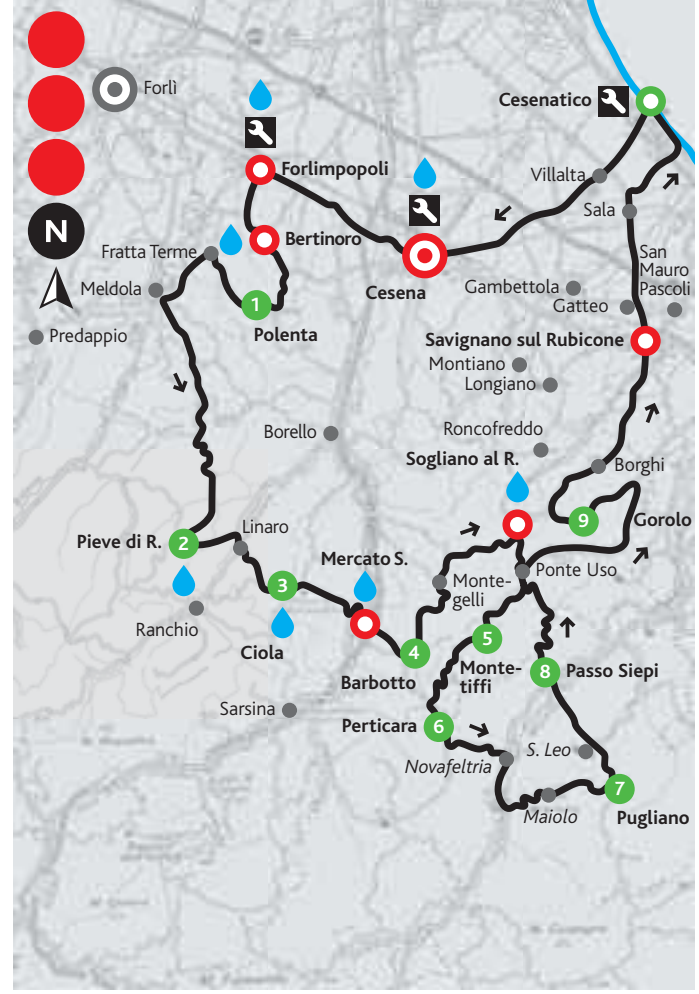 Forlì
Cesenatico
Forlimpopoli
Villalta
N
Sala
Bertinoro
Fratta Terme
San
Mauro
Pascoli
Meldola
Cesena
Gambettola
Gatteo
1
Polenta
Predappio
Savignano sul Rubicone
Montiano
Longiano
Borello
Roncofreddo
Sogliano al R.
Borghi
9
Gorolo
Linaro
Pieve di R.
2
Mercato S.
Ponte Uso
3
Monte-
gelli
Ranchio
Ciola
4
5
Barbotto
Monte-
tiffi
8
Passo Siepi
Sarsina
Perticara
6
Novafeltria
S. Leo
7
Maiolo
Pugliano